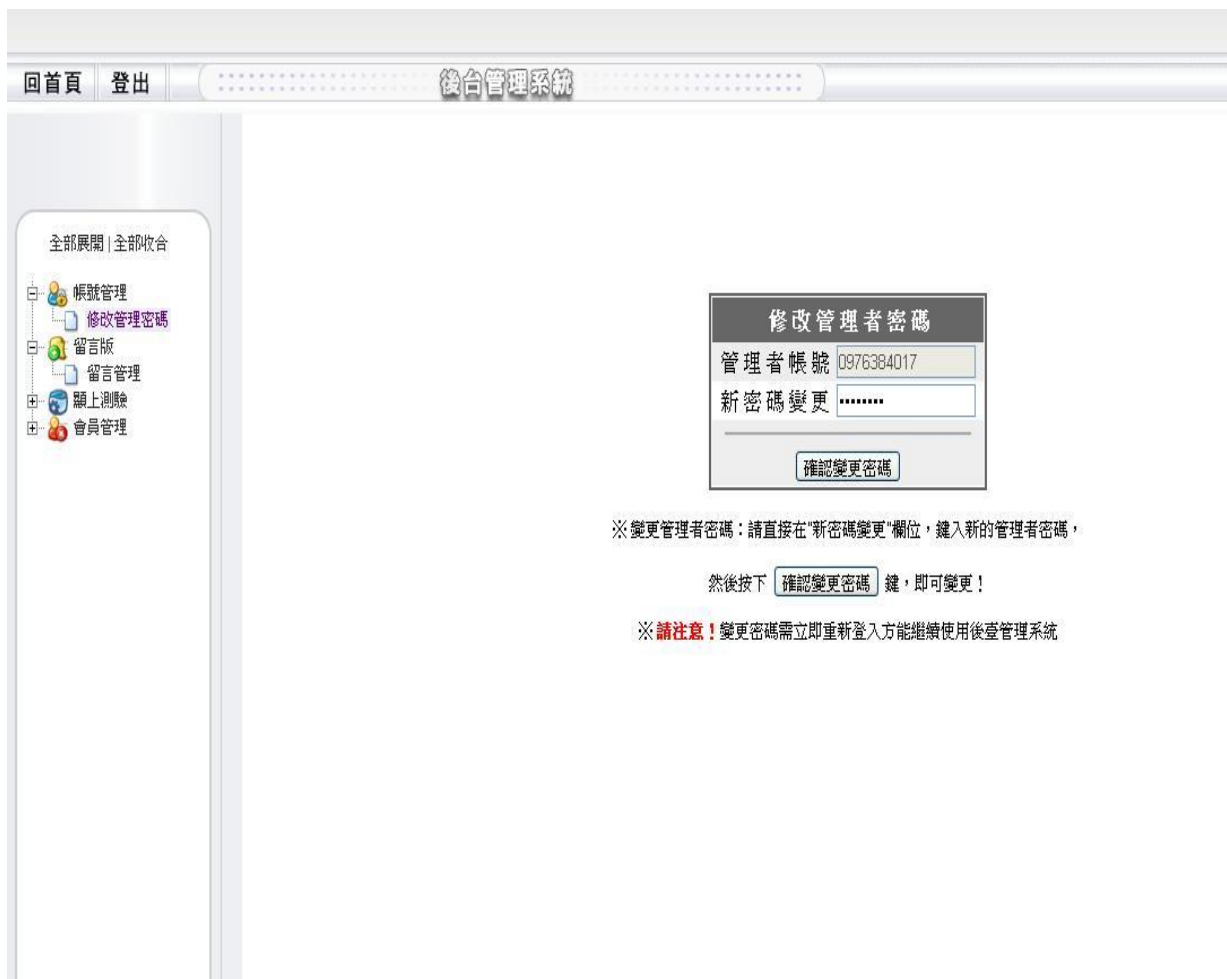 回首頁 登出 後台管理系統
全部展開 | 全部收合
帳號管理
修改管理密碼
留言版
留言管理
顯上測驗
會員管理
修改管理者密碼
管理者帳號 0976384017
新密碼變更 ••••••••
確認變更密碼
※變更管理者密碼：請直接在"新密碼變更"欄位，鍵入新的管理者密碼，
然後按下 確認變更密碼 鍵，即可變更！
※請注意！變更密碼需立即重新登入方能繼續使用後臺管理系統